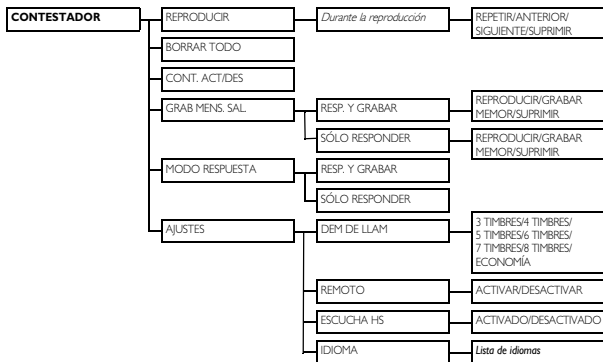 CONTESTADOR
REPRODUCIR
Durante la reproducción
REPETIR/ANTERIOR/
SIGUIENTE/SUPRIMIR
BORRAR TODO
CONT. ACT/DES
GRAB MENS. SAL.
RESP. Y GRABAR
REPRODUCIR/GRABAR
MEMOR/SUPRIMIR
SÓLO RESPONDER
REPRODUCIR/GRABAR
MEMOR/SUPRIMIR
MODO RESPUESTA
RESP. Y GRABAR
SÓLO RESPONDER
AJUSTES
DEM DE LLAM
3 TIMBRES/4 TIMBRES/
5 TIMBRES/6 TIMBRES/
7 TIMBRES/8 TIMBRES/
ECONOMÍA
REMOTO
ACTIVAR/DESACTIVAR
ESCUCHA HS
ACTIVADO/DESACTIVADO
IDIOMA
Lista de idiomas